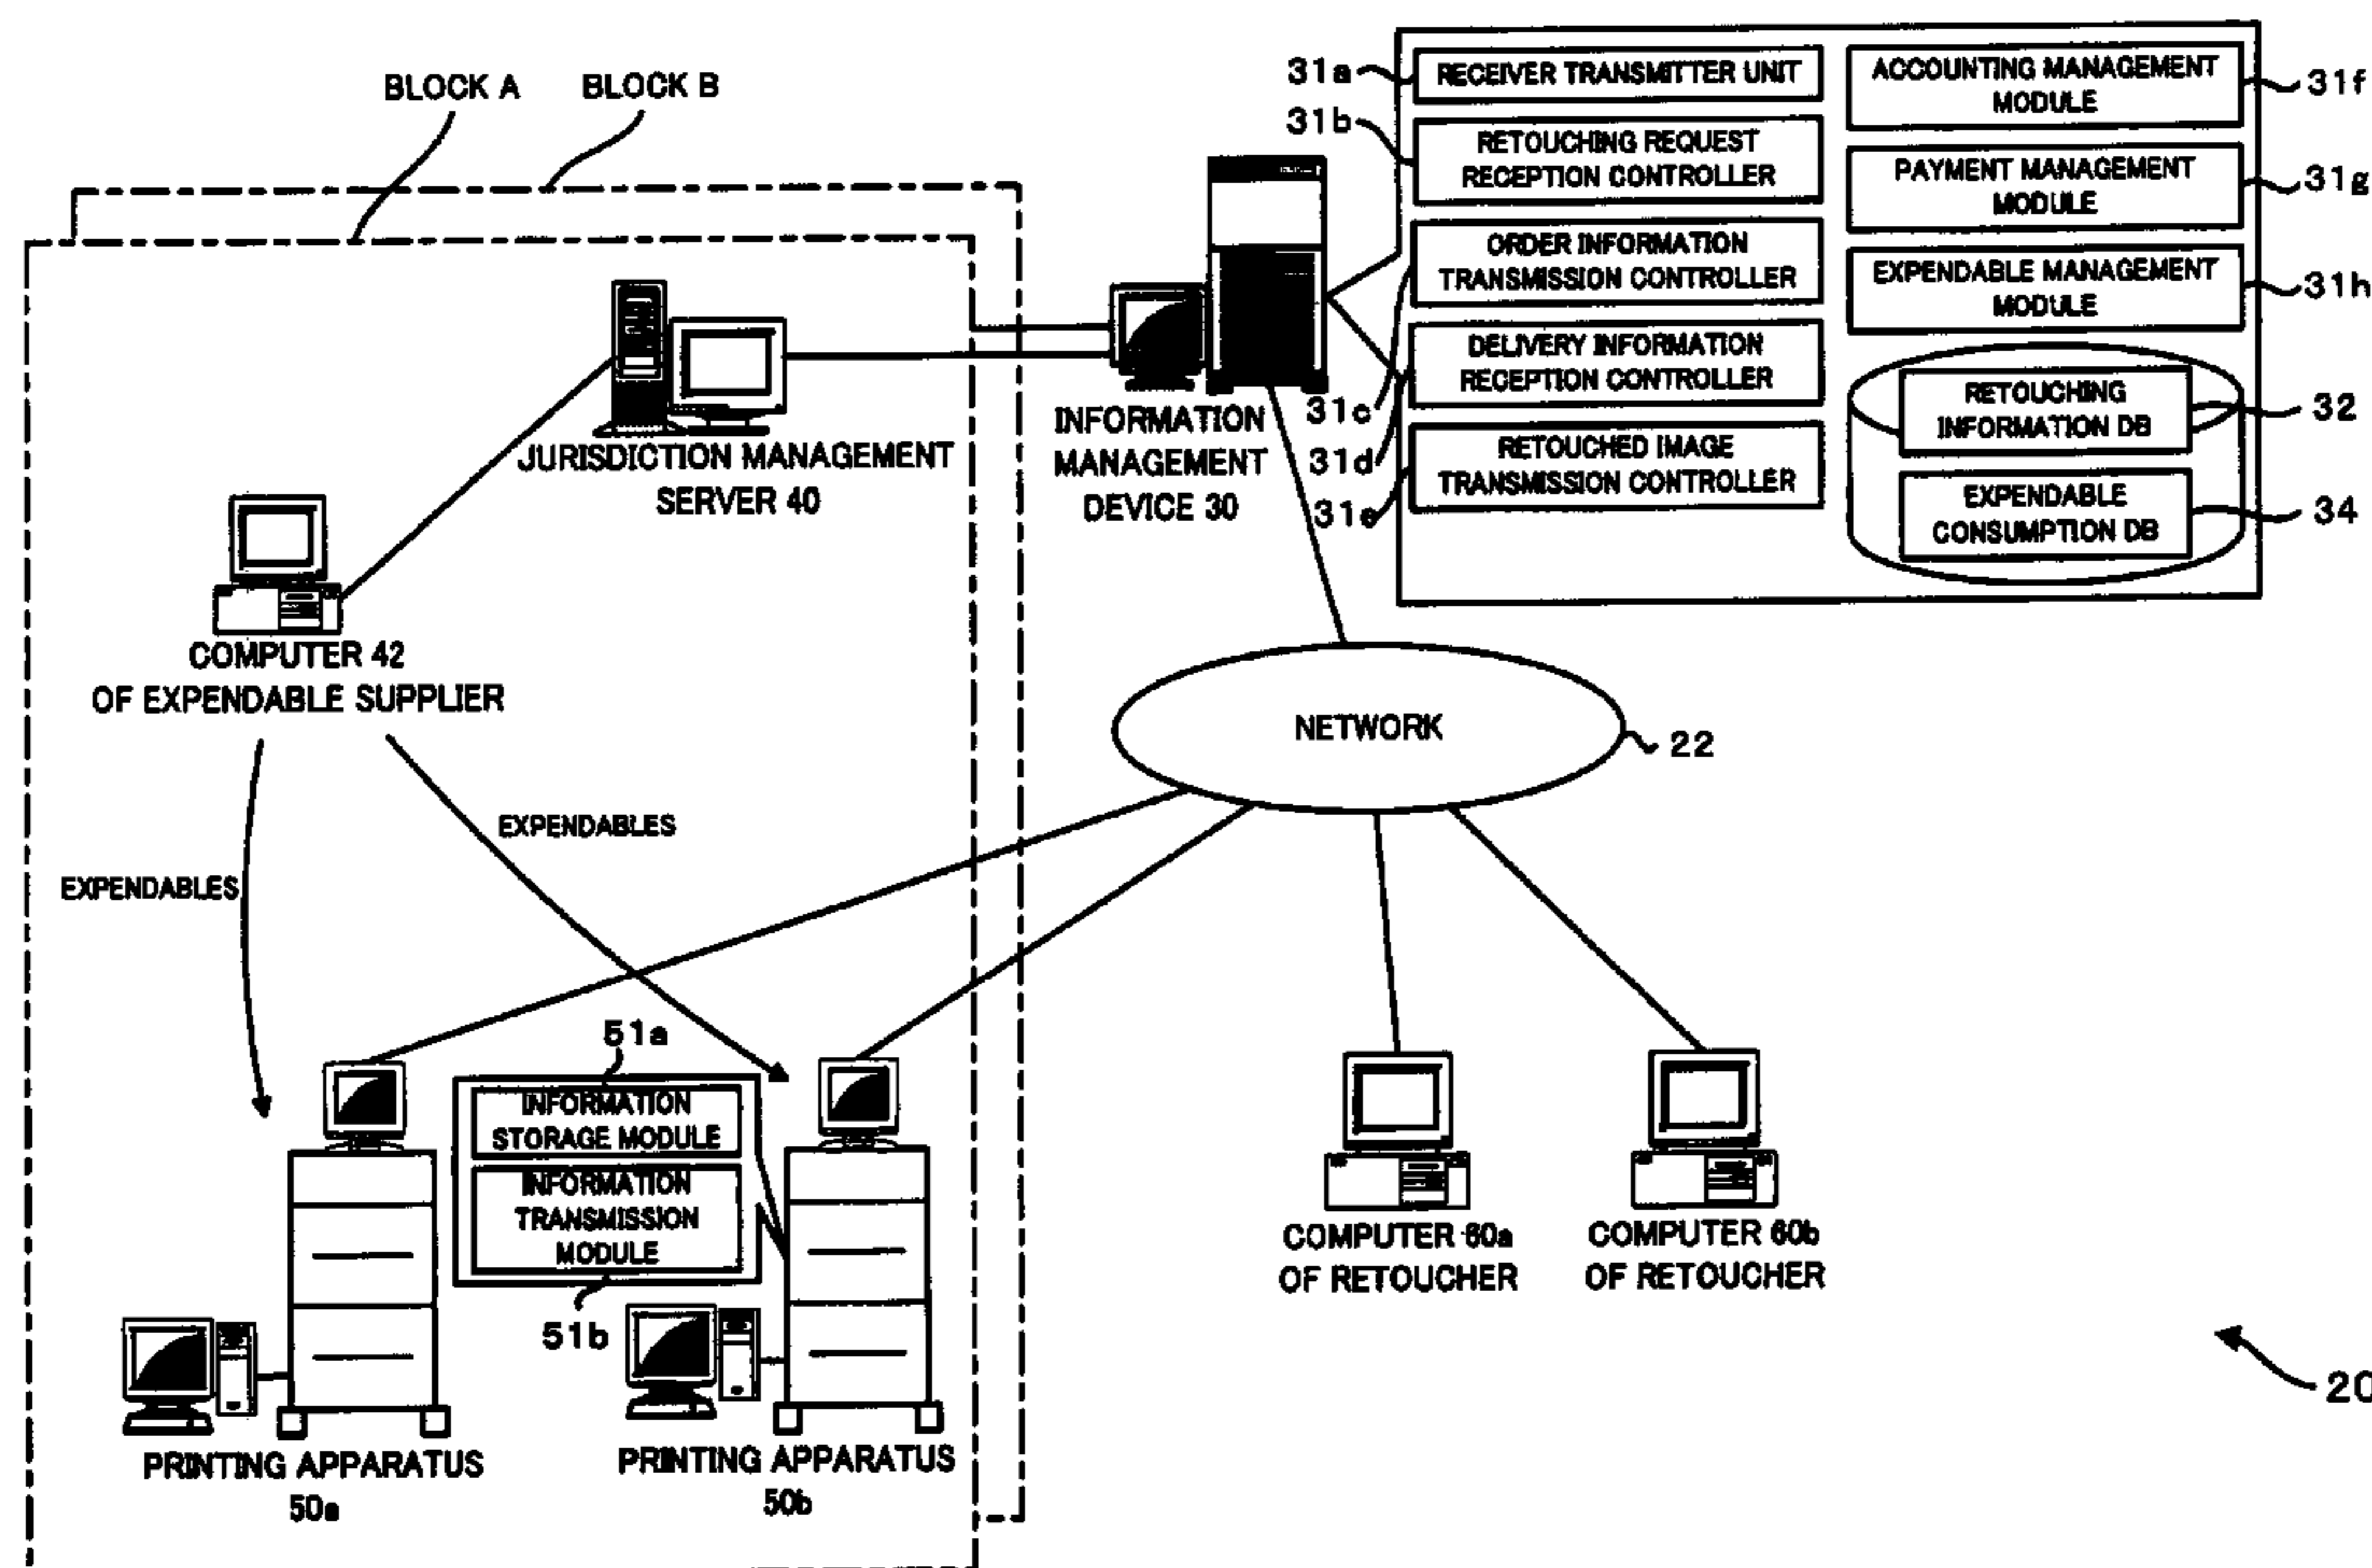 BLOCK A
BLOCK B
31a
RECEIVER TRANSMITTER UNIT
31b
RETOUCHING REQUEST
RECEPTION CONTROLLER
ORDER INFORMATION
TRANSMISSION CONTROLLER
31c
DELIVERY INFORMATION
RECEPTION CONTROLLER
31d
RETOUCHED IMAGE
TRANSMISSION CONTROLLER
31e
ACCOUNTING MANAGEMENT
MODULE
31f
PAYMENT MANAGEMENT
MODULE
31g
EXPENDABLE MANAGEMENT
MODULE
31h
RETOUCHING
INFORMATION DB
32
EXPENDABLE
CONSUMPTION DB
34
INFORMATION
MANAGEMENT
DEVICE 30
JURISDICTION MANAGEMENT
SERVER 40
COMPUTER 42
OF EXPENDABLE SUPPLIER
NETWORK
22
EXPENDABLES
EXPENDABLES
51a
INFORMATION
STORAGE MODULE
INFORMATION
TRANSMISSION
MODULE
51b
COMPUTER 60a
OF RETOUCHER
COMPUTER 60b
OF RETOUCHER
20
PRINTING APPARATUS
50a
PRINTING APPARATUS
50b